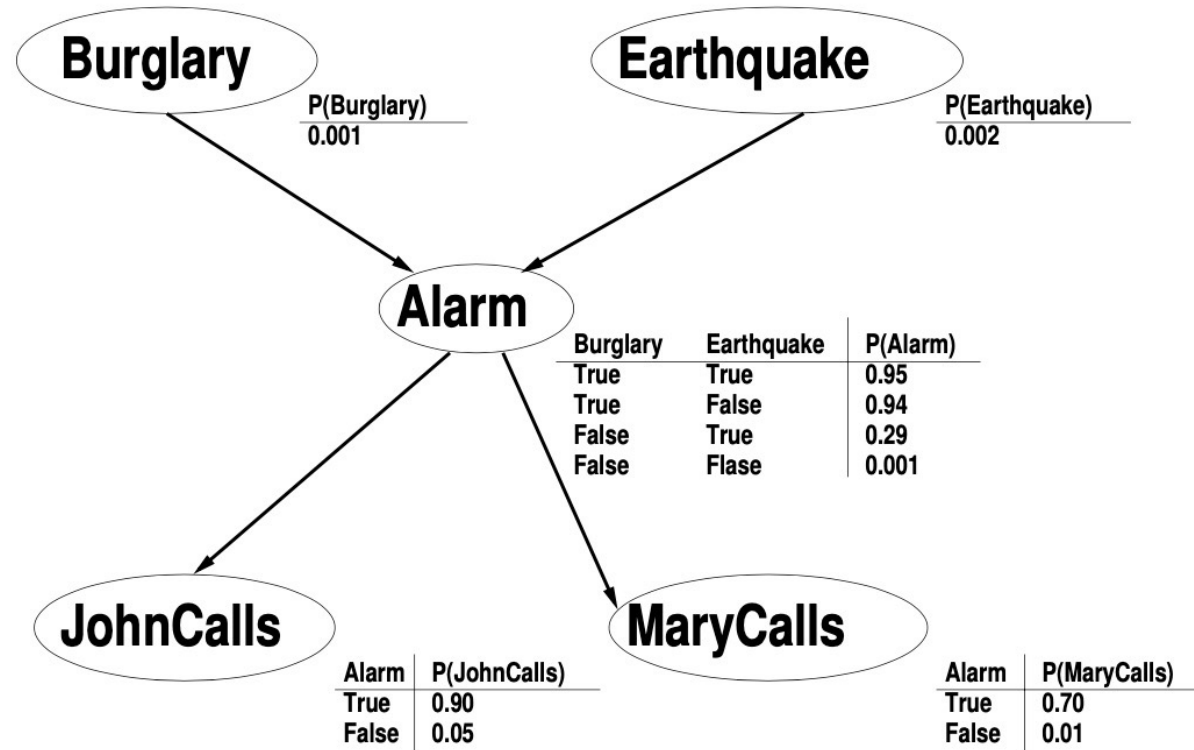 Burglary
Earthquake
P(Burglary)
0.001
P(Earthquake)
0.002
Alarm
Burglary Earthquake P(Alarm)
True True 0.95
True False 0.94
False True 0.29
False Flase 0.001
JohnCalls
MaryCalls
Alarm P(JohnCalls)
True 0.90
False 0.05
Alarm P(MaryCalls)
True 0.70
False 0.01